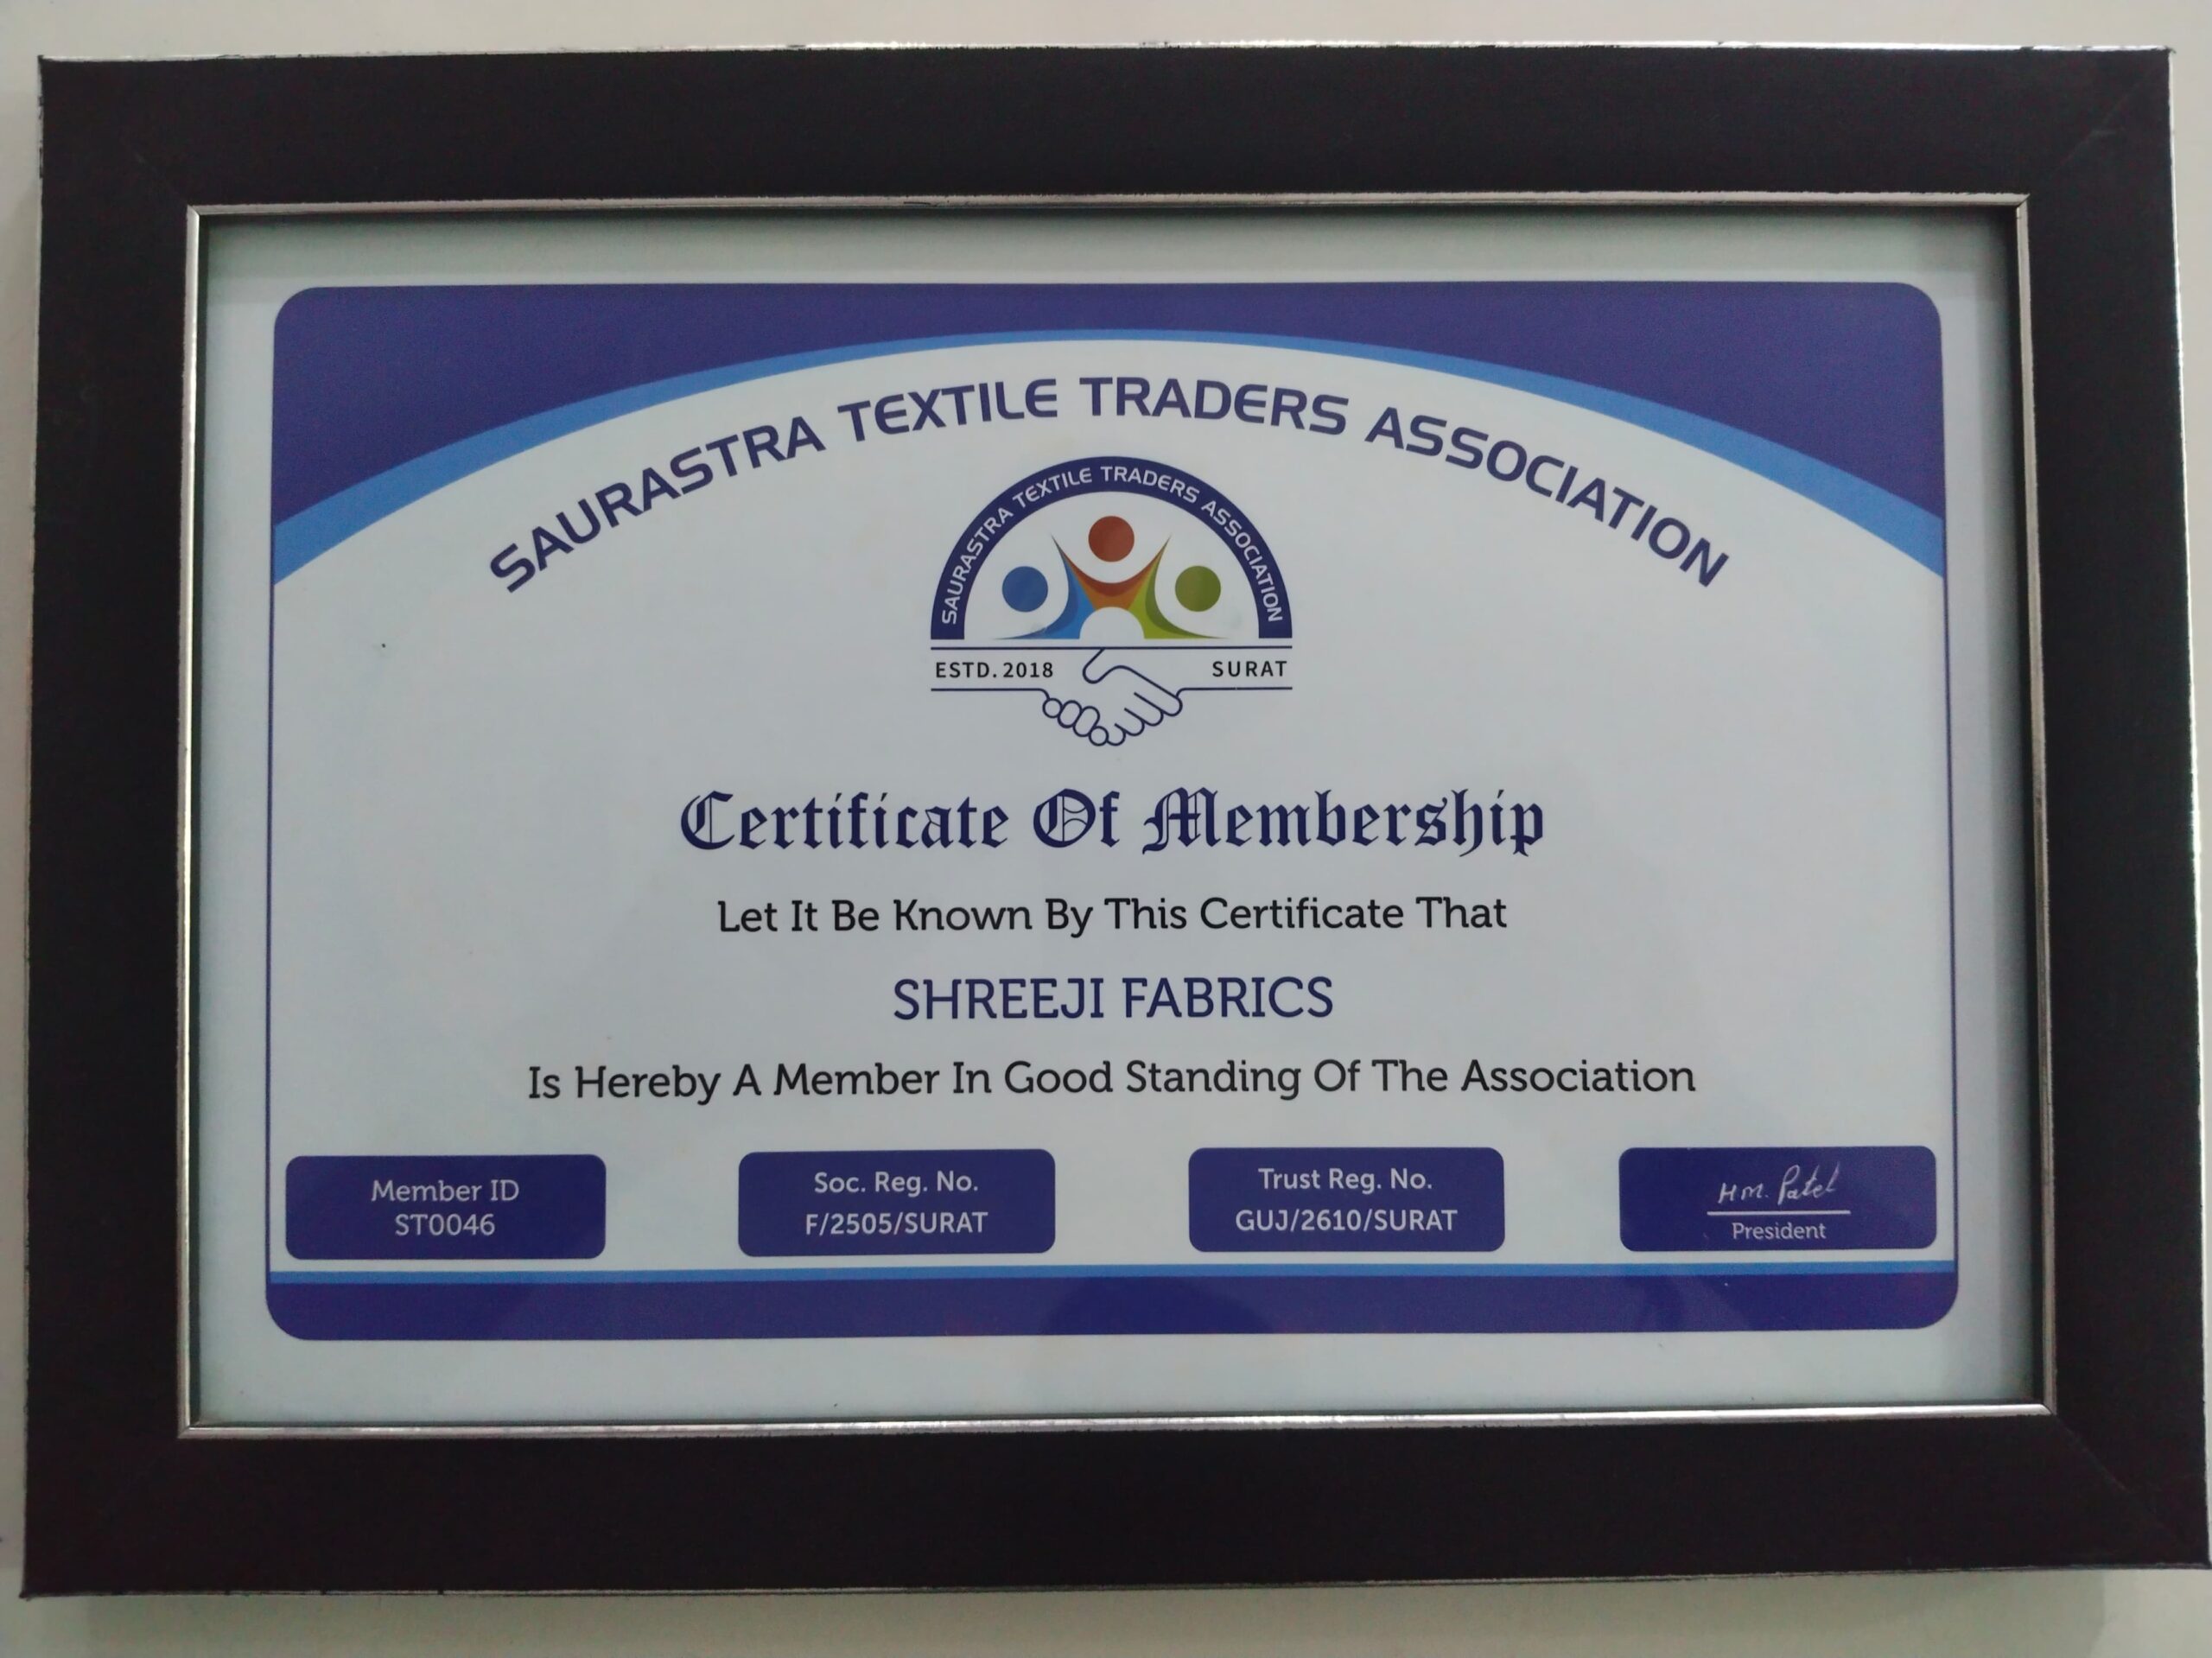 SAURASTRA TEXTILE TRADERS ASSOCIATION
SAURASTRA TEXTILE TRADERS ASSOCIATION
ESTD. 2018 SURAT
Certificate Of Membership
Let It Be Known By This Certificate That
SHREEJI FABRICS
Is Hereby A Member In Good Standing Of The Association
Member ID
ST0046
Soc. Reg. No.
F/2505/SURAT
Trust Reg. No.
GUJ/2610/SURAT
H.M. Patel
President